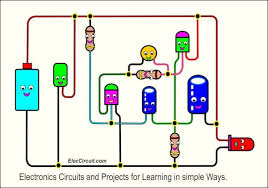 ElecCircuit.com
Electronics Circuits and Projects for Learning in simple Ways.